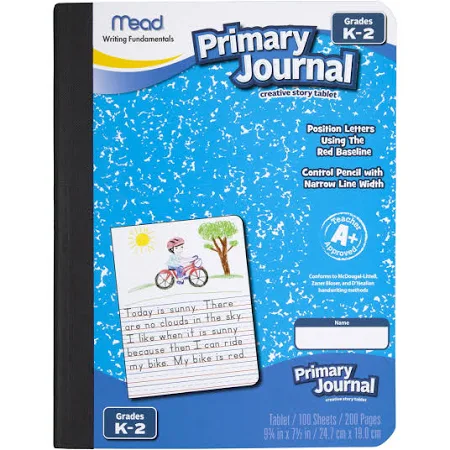 Mead
Writing Fundamentals
Grades
K-2
Primary
Journal
creative story tablet
Position Letters
Using The
Red Baseline
Control Pencil with
Narrow Line Width
Teacher
A+
Approved
Conforms to McDougal-Littell,
Zaner Bloser, and D'Nealian
handwriting methods
Today is sunny. There
are no clouds in the sky.
I like when it is sunny
because then I can ride
my bike. My bike is red.
Name
Primary
Journal
creative story tablet
Grades
K-2
Tablet / 100 Sheets / 200 Pages
9¾ in x 7½ in / 24.7 cm x 19.0 cm